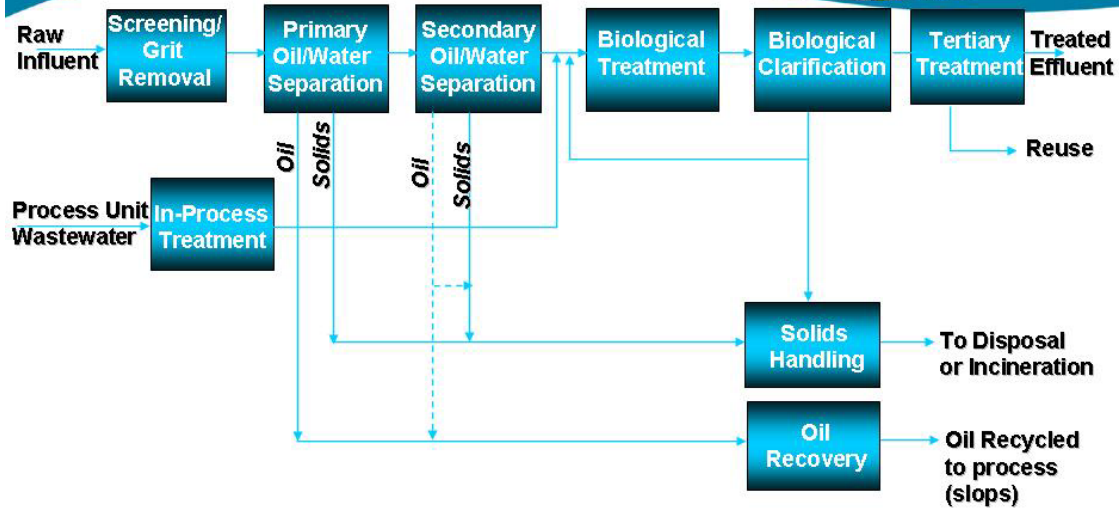 Raw
Influent
Screening/
Grit
Removal
Primary
Oil/Water
Separation
Secondary
Oil/Water
Separation
Biological
Treatment
Biological
Clarification
Tertiary
Treatment
Treated
Effluent
Reuse
Oil
Solids
Oil
Solids
Process Unit
Wastewater
In-Process
Treatment
Solids
Handling
To Disposal
or Incineration
Oil
Recovery
Oil Recycled
to process
(slops)